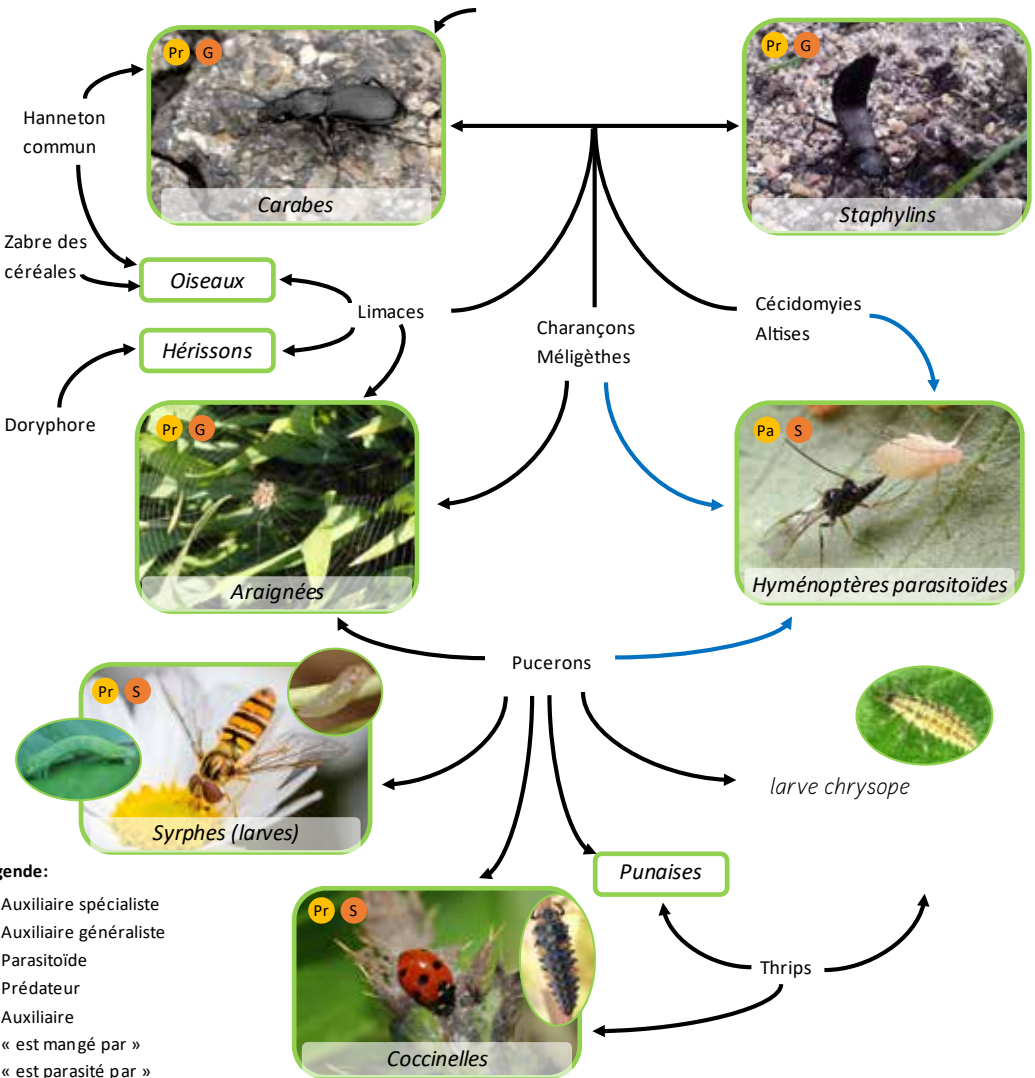 Pr G
Pr G
Hanneton
commun
Carabes
Staphylins
Zabre des
céréales
Oiseaux
Limaces
Cécidomyies
Altises
Charançons
Méligèthes
Hérissons
Doryphore
Pr G
Pa S
Araignées
Hyménoptères parasitoïdes
Pucerons
Pr S
larve chrysope
Syrphes (larves)
Punaises
gende:
Auxiliaire spécialiste
Auxiliaire généraliste
Parasitoïde
Prédateur
Auxiliaire
« est mangé par »
« est parasité par »
Pr S
Thrips
Coccinelles